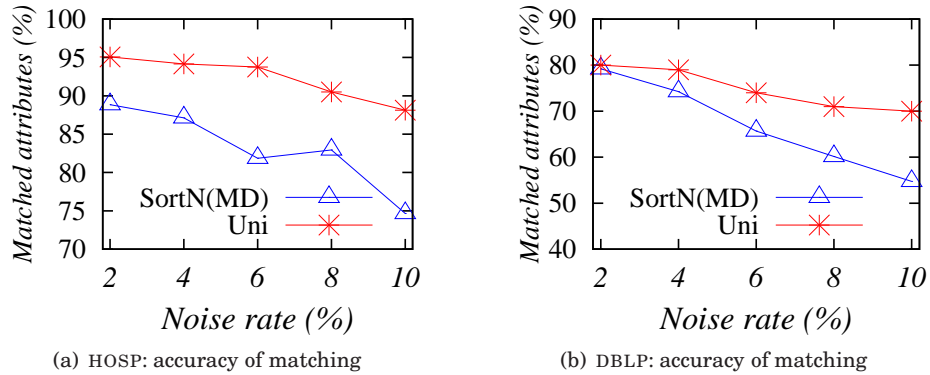 Matched attributes (%)
100
95
90
85
80
75
70
SortN(MD)
Uni
2 4 6 8 10
Noise rate (%)
(a) HOSP: accuracy of matching
Matched attributes (%)
90
80
70
60
50
40
SortN(MD)
Uni
2 4 6 8 10
Noise rate (%)
(b) DBLP: accuracy of matching